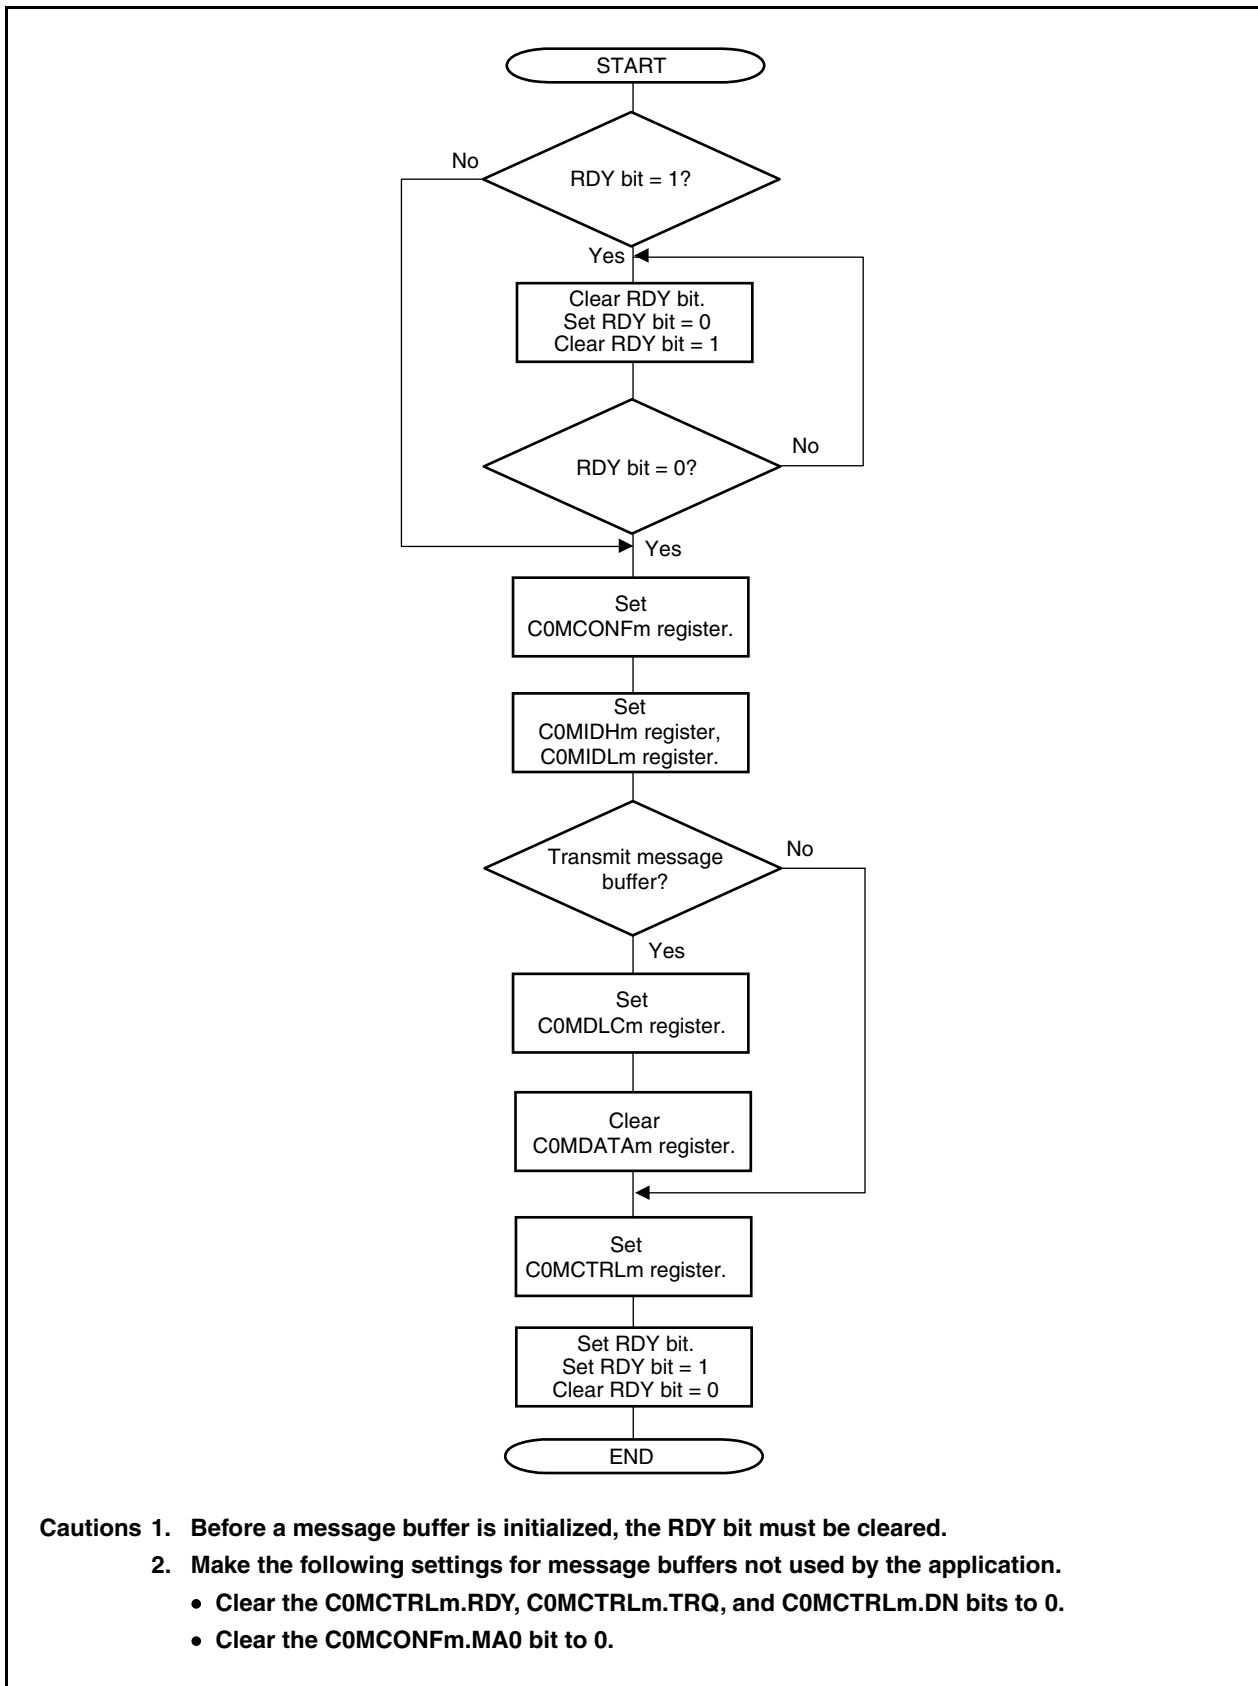 START
No
RDY bit = 1?
Yes
Clear RDY bit.
Set RDY bit = 0
Clear RDY bit = 1
No
RDY bit = 0?
Yes
Set
C0MCONFm register.
Set
C0MIDHm register,
C0MIDLm register.
No
Transmit message
buffer?
Yes
Set
C0MDLCm register.
Clear
C0MDATAm register.
Set
C0MCTRLm register.
Set RDY bit.
Set RDY bit = 1
Clear RDY bit = 0
END
Cautions 1. Before a message buffer is initialized, the RDY bit must be cleared.
2. Make the following settings for message buffers not used by the application.
• Clear the C0MCTRLm.RDY, C0MCTRLm.TRQ, and C0MCTRLm.DN bits to 0.
• Clear the C0MCONFm.MA0 bit to 0.